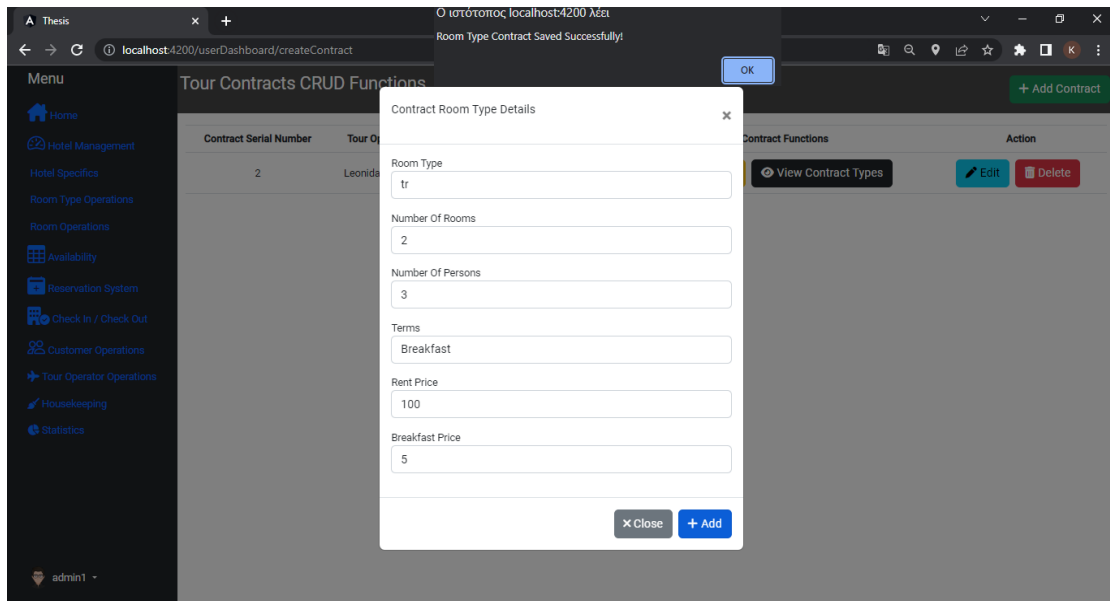 Thesis
Ο ιστότοπος localhost:4200 λέει
Room Type Contract Saved Successfully!
OK
localhost:4200/userDashboard/createContract
K
Menu
Home
Hotel Management
Hotel Specifics
Room Type Operations
Room Operations
Availability
Reservation System
Check In / Check Out
Customer Operations
Tour Operator Operations
Housekeeping
Statistics
admin1
Tour Contracts CRUD Functions
+ Add Contract
Contract Serial Number Tour Op Contract Functions Action
2 Leonida View Contract Types Edit Delete
Contract Room Type Details
×
Room Type
tr
Number Of Rooms
2
Number Of Persons
3
Terms
Breakfast
Rent Price
100
Breakfast Price
5
× Close + Add